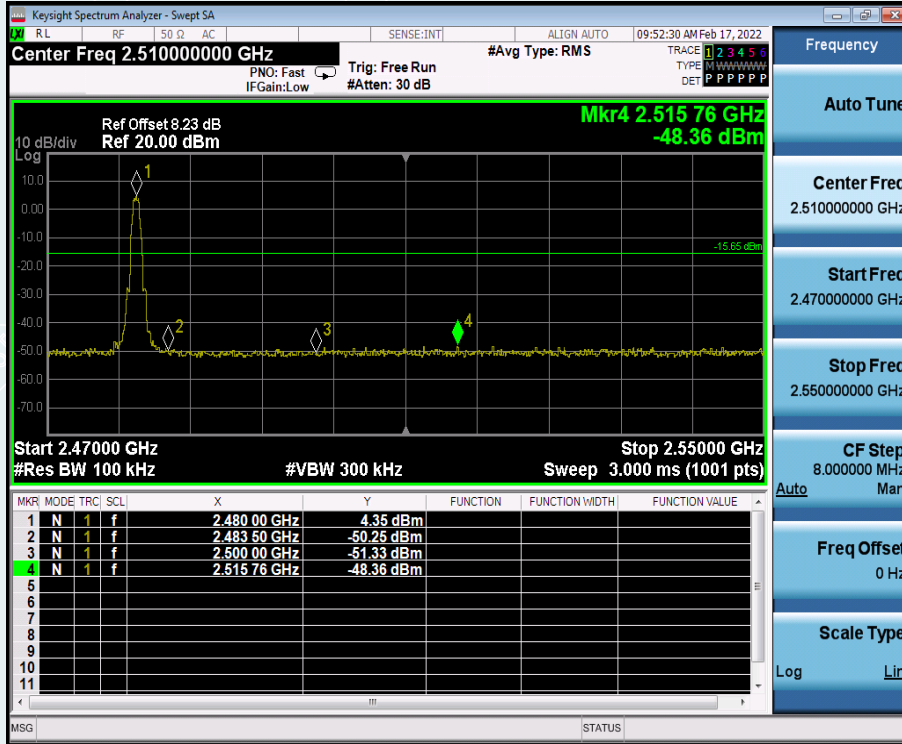 Keysight Spectrum Analyzer - Swept SA
LXI RL RF 50 Ω AC SENSE:INT ALIGN AUTO 09:52:30 AM Feb 17, 2022
Center Freq 2.510000000 GHz #Avg Type: RMS TRACE 1 2 3 4 5 6
PNO: Fast Trig: Free Run TYPE M WWWWW
IFGain:Low #Atten: 30 dB DET P P P P P P
Frequency
Auto Tune
Center Freq
2.510000000 GHz
Start Freq
2.470000000 GHz
Stop Freq
2.550000000 GHz
CF Step
8.000000 MHz
Auto Man
Freq Offset
0 Hz
Scale Type
Log Lin
Mkr4 2.515 76 GHz
-48.36 dBm
Ref Offset 8.23 dB
10 dB/div Ref 20.00 dBm
Log
1
10.0
0.00
-10.0
-15.65 dBm
-20.0
-30.0
-40.0
2 3 4
-50.0
-60.0
-70.0
Start 2.47000 GHz Stop 2.55000 GHz
#Res BW 100 kHz #VBW 300 kHz Sweep 3.000 ms (1001 pts)
MKR MODE TRC SCL X Y FUNCTION FUNCTION WIDTH FUNCTION VALUE
1 N 1 f 2.480 00 GHz 4.35 dBm
2 N 1 f 2.483 50 GHz -50.25 dBm
3 N 1 f 2.500 00 GHz -51.33 dBm
4 N 1 f 2.515 76 GHz -48.36 dBm
5
6
7
8
9
10
11
MSG STATUS